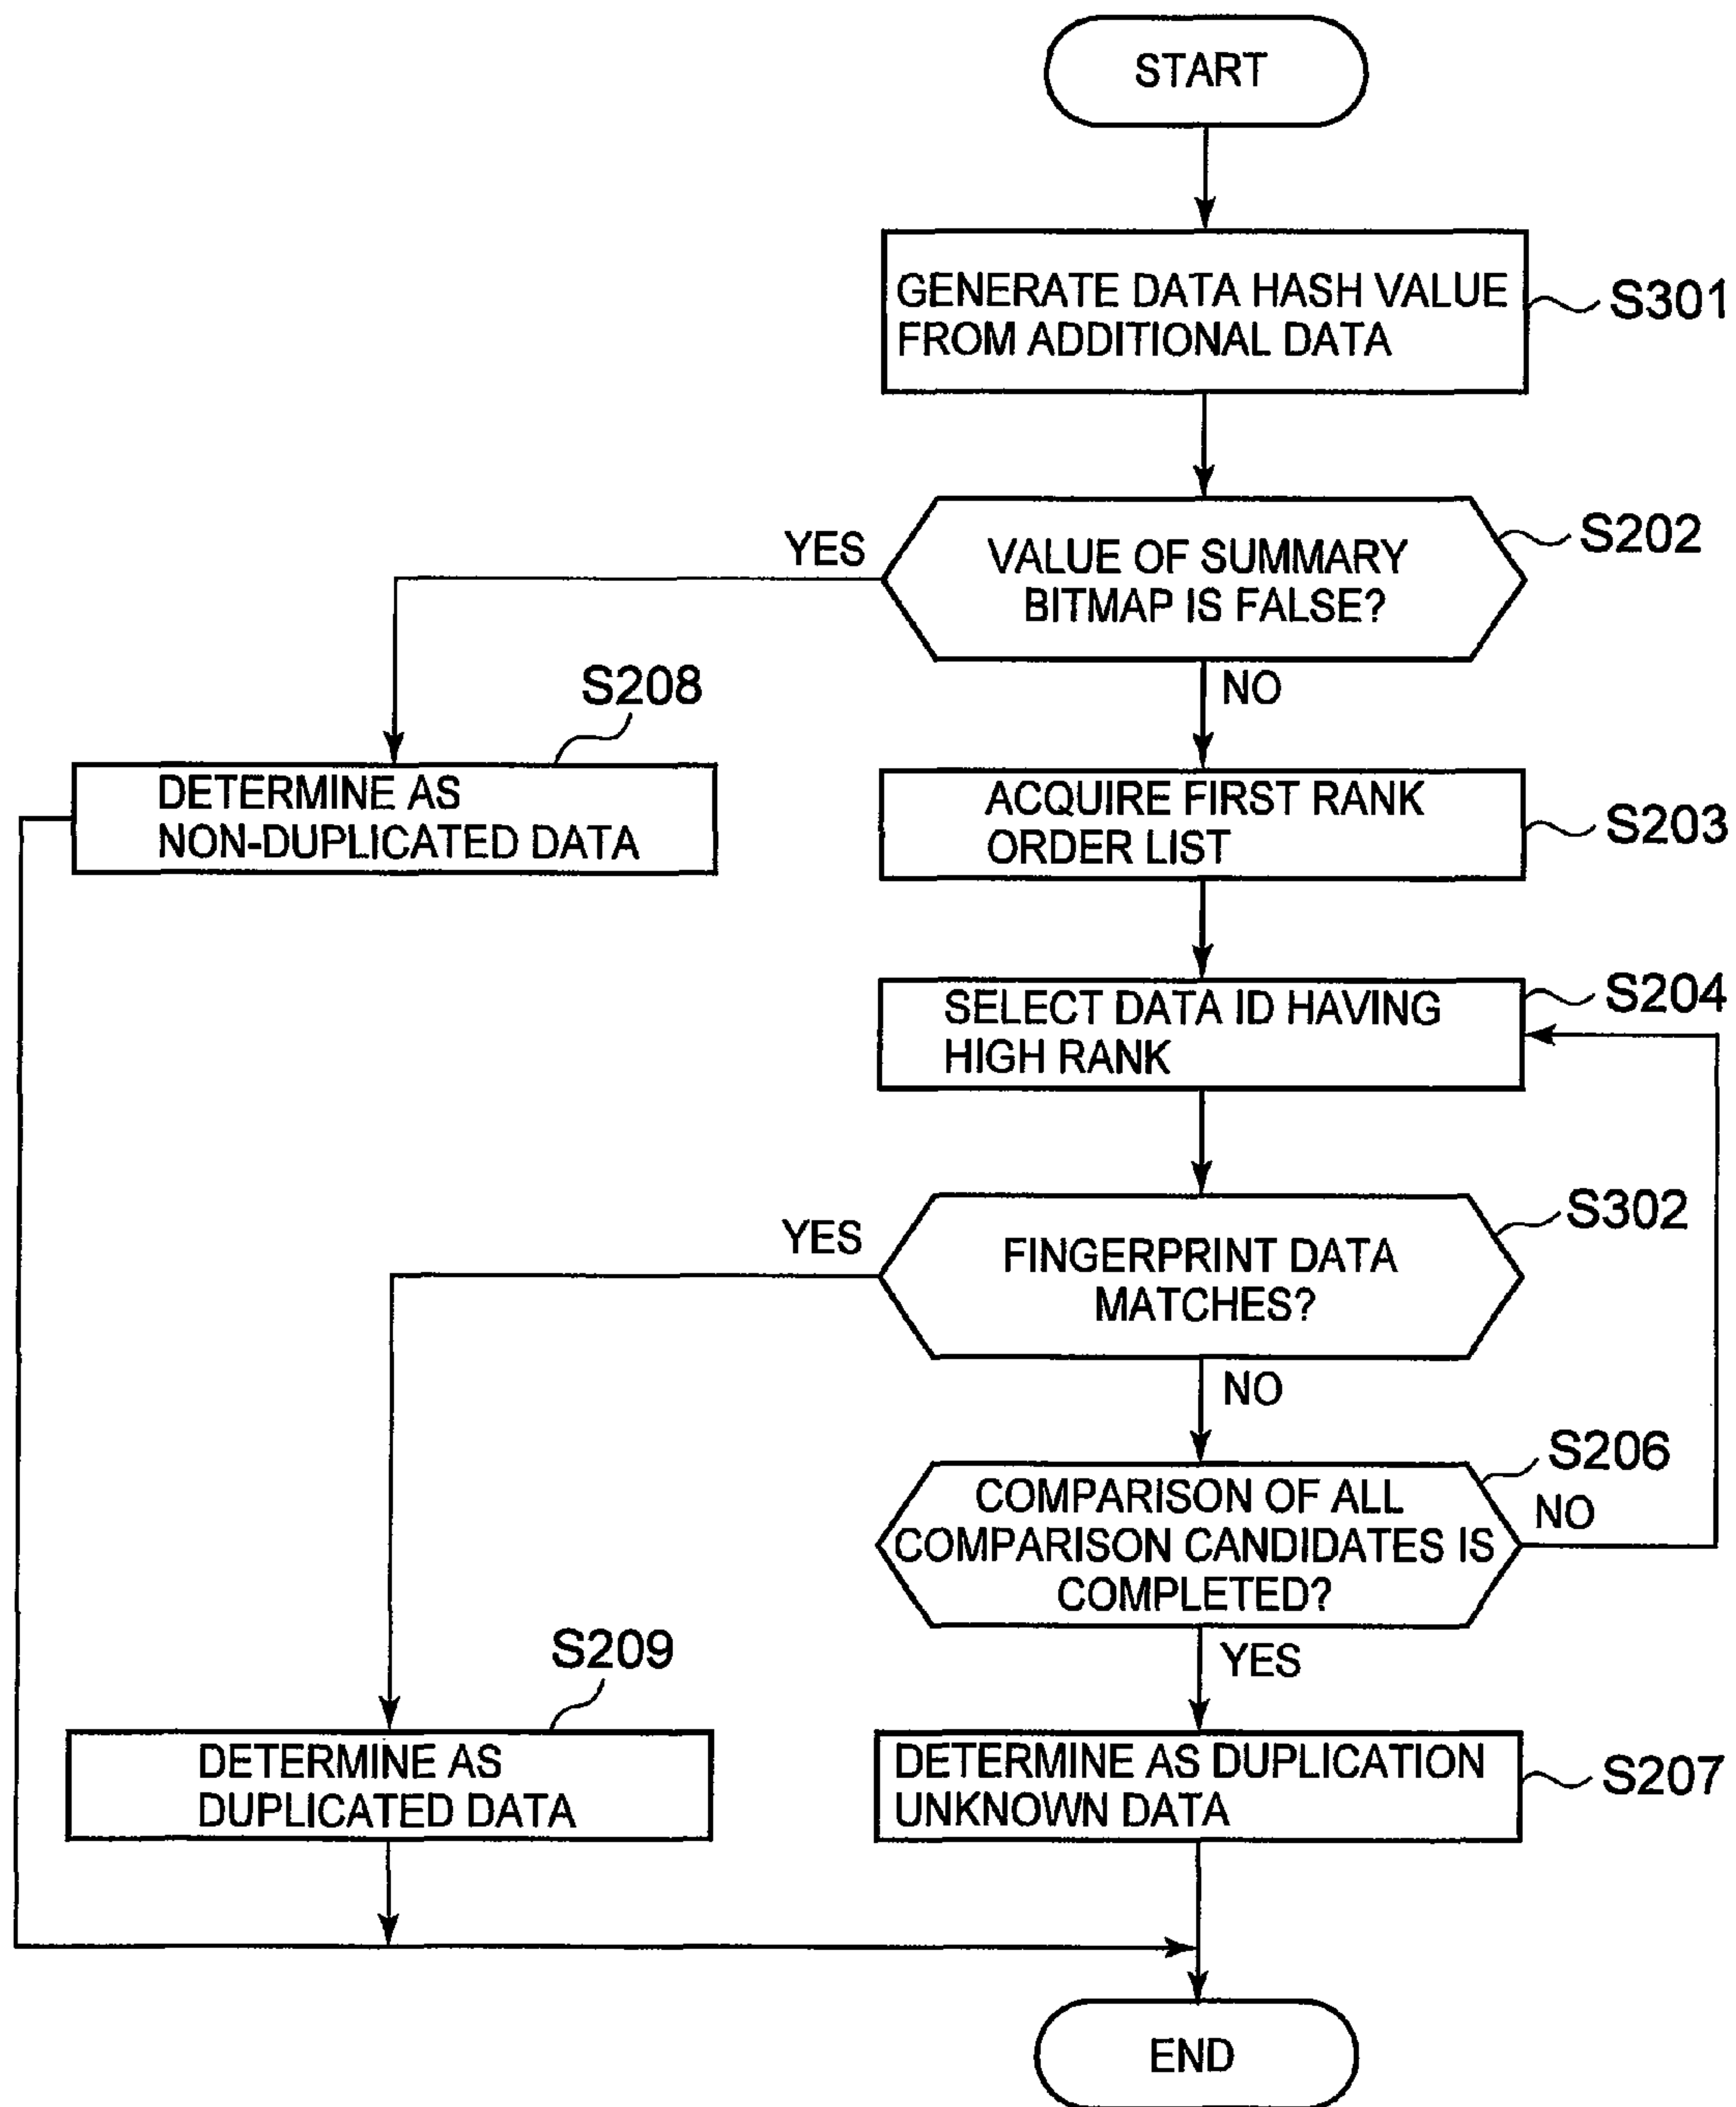 START
GENERATE DATA HASH VALUE
FROM ADDITIONAL DATA
S301
VALUE OF SUMMARY
BITMAP IS FALSE?
S202
YES
NO
S208
DETERMINE AS
NON-DUPLICATED DATA
ACQUIRE FIRST RANK
ORDER LIST
S203
SELECT DATA ID HAVING
HIGH RANK
S204
FINGERPRINT DATA
MATCHES?
S302
YES
NO
COMPARISON OF ALL
COMPARISON CANDIDATES IS
COMPLETED?
S206
NO
YES
S209
DETERMINE AS
DUPLICATED DATA
DETERMINE AS DUPLICATION
UNKNOWN DATA
S207
END